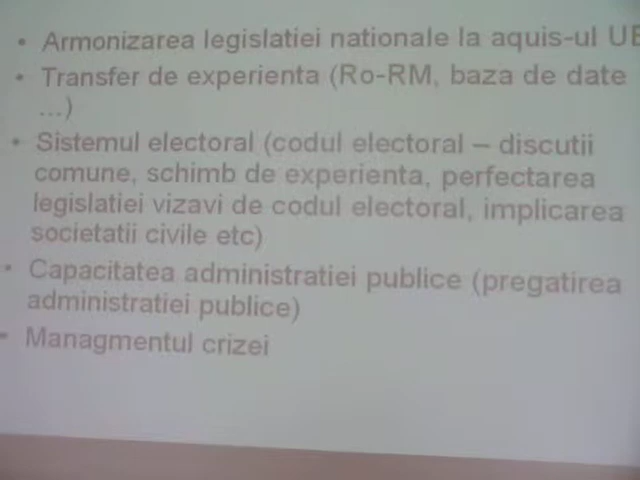 • Armonizarea legislatiei nationale la aquis-ul UE
• Transfer de experienta (Ro-RM, baza de date
...)
• Sistemul electoral (codul electoral – discutii
comune, schimb de experienta, perfectarea
legislatiei vizavi de codul electoral, implicarea
societatii civile etc)
• Capacitatea administratiei publice (pregatirea
administratiei publice)
• Managmentul crizei